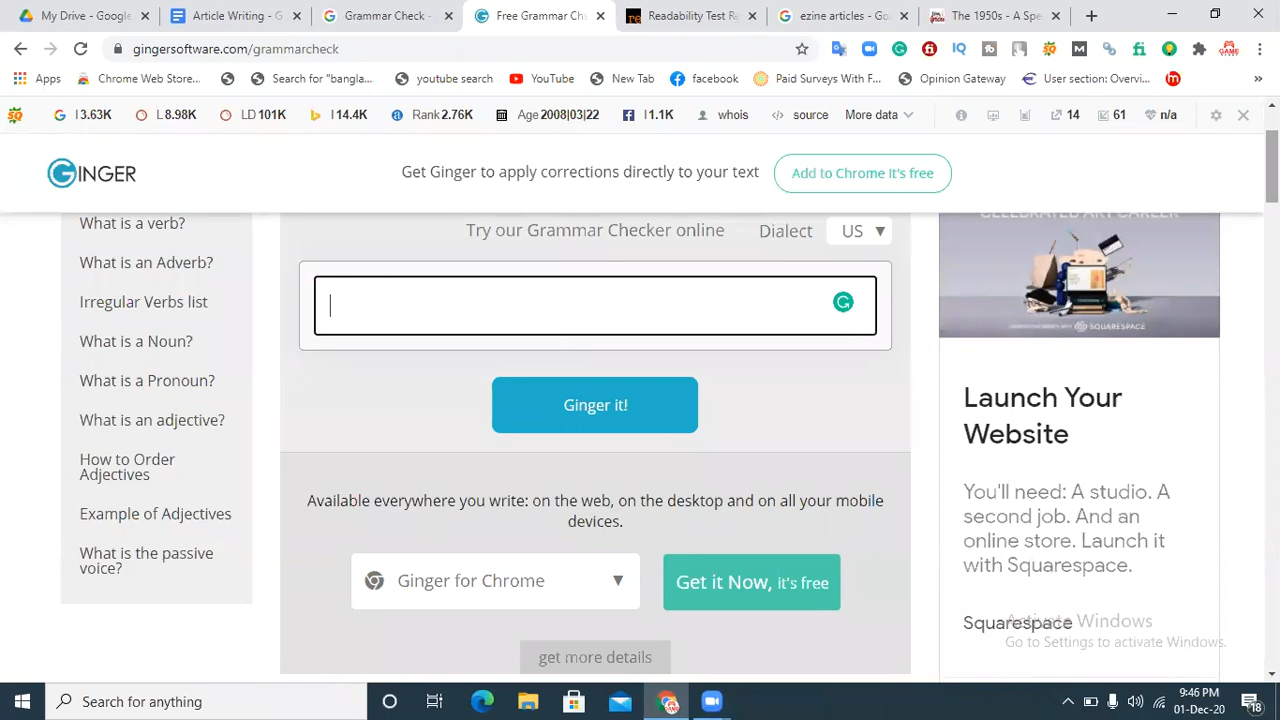 My Drive - Google
Article Writing - G
Grammar Check -
Free Grammar Ch
Readability Test
ezine articles - Go
The 1950s - A Spe
gingersoftware.com/grammarcheck
Apps
Chrome Web Store...
Search for "bangla...
youtube search
YouTube
New Tab
facebook
Paid Surveys With F...
Opinion Gateway
User section: Overvi...
I 3.63K
L 8.98K
LD 101K
I 14.4K
Rank 2.76K
Age 2008|03|22
I 1.1K
whois
source
More data
14
61
n/a
GINGER
Get Ginger to apply corrections directly to your text
Add to Chrome It's free
What is a verb?
What is an Adverb?
Irregular Verbs list
What is a Noun?
What is a Pronoun?
What is an adjective?
How to Order
Adjectives
Example of Adjectives
What is the passive
voice?
Try our Grammar Checker online
Dialect
US
Ginger it!
Available everywhere you write: on the web, on the desktop and on all your mobile
devices.
Ginger for Chrome
Get it Now, it's free
get more details
CELEBRATED ART CAREER
SQUARESPACE
Launch Your
Website
You'll need: A studio. A
second job. And an
online store. Launch it
with Squarespace.
Squarespace
Activate Windows
Go to Settings to activate Windows.
Search for anything
9:46 PM
01-Dec-20
18